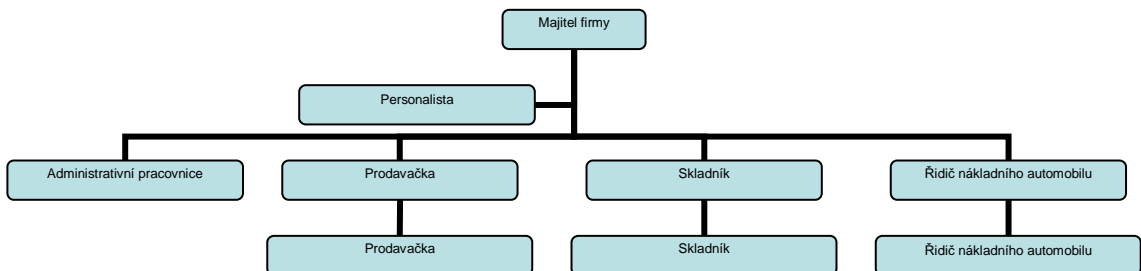 Majitel firmy
Personalista
Administrativní pracovnice
Prodavačka
Skladník
Řidič nákladního automobilu
Prodavačka
Skladník
Řidič nákladního automobilu